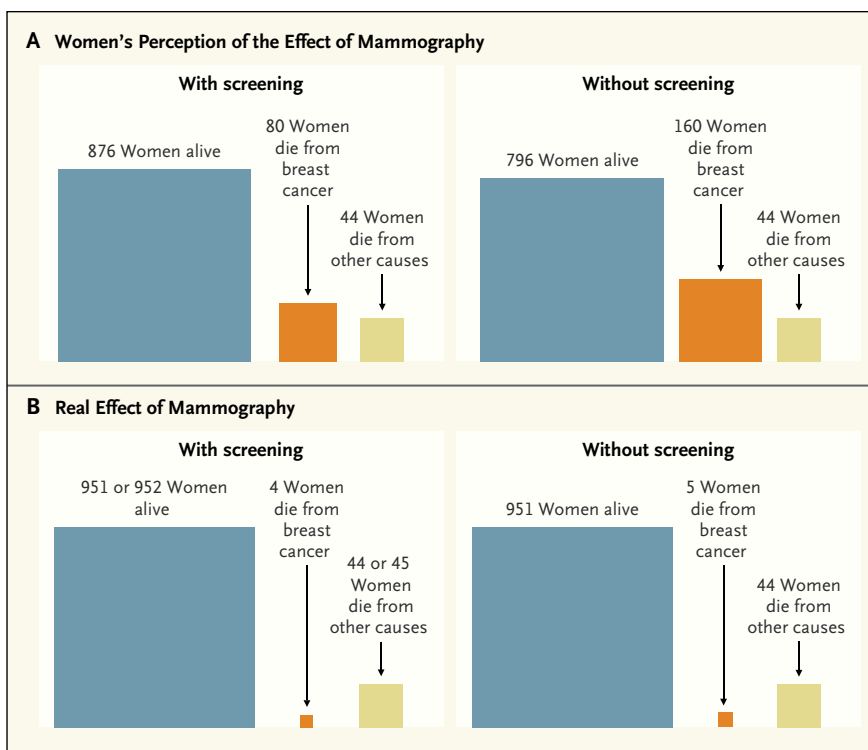 A Women's Perception of the Effect of Mammography
With screening
876 Women alive
80 Women
die from
breast
cancer
44 Women
die from
other causes
Without screening
796 Women alive
160 Women
die from
breast
cancer
44 Women
die from
other causes
B Real Effect of Mammography
With screening
951 or 952 Women
alive
4 Women
die from
breast
cancer
44 or 45
Women
die from
other causes
Without screening
951 Women alive
5 Women
die from
breast
cancer
44 Women
die from
other causes